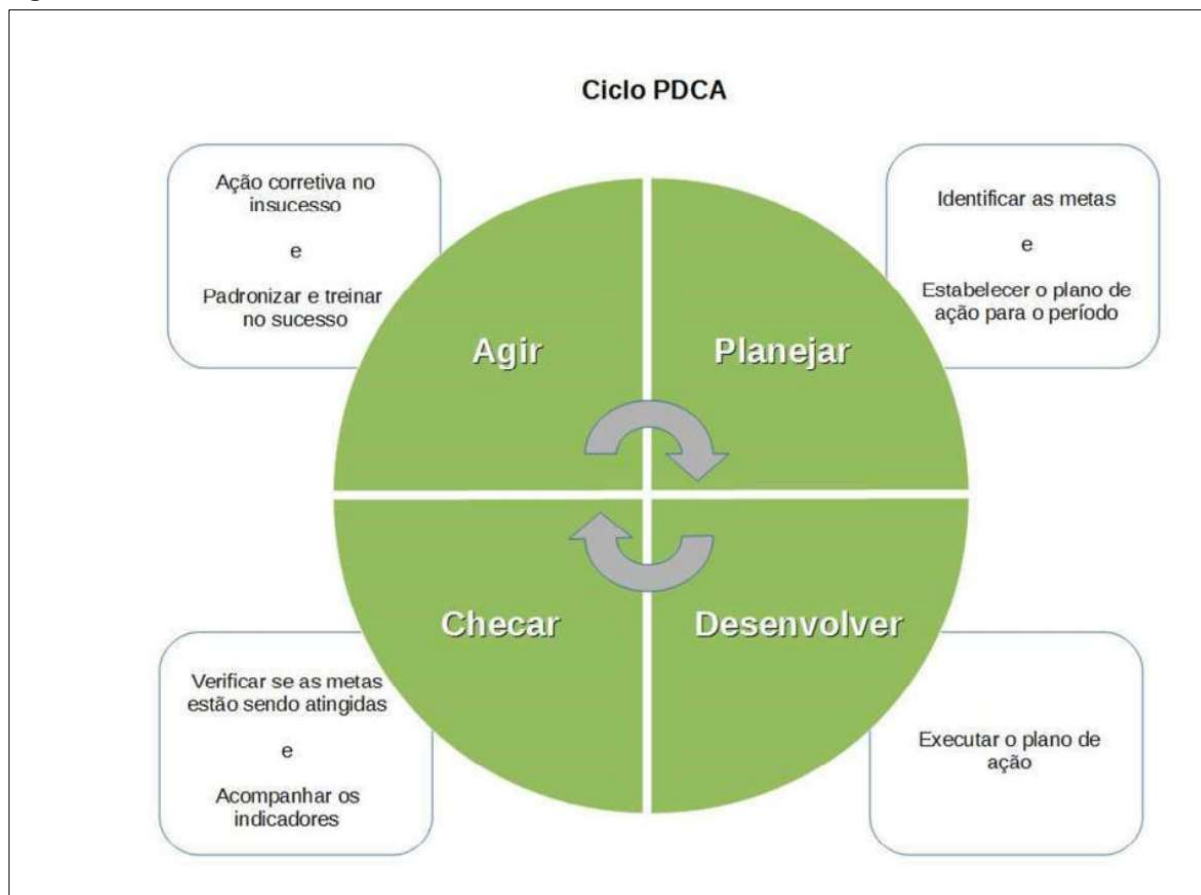 Ciclo PDCA
Ação corretiva no
insucesso
e
Padronizar e treinar
no sucesso
Identificar as metas
e
Estabelecer o plano de
ação para o período
Agir
Planejar
Checar
Desenvolver
Verificar se as metas
estão sendo atingidas
e
Acompanhar os
indicadores
Executar o plano de
ação